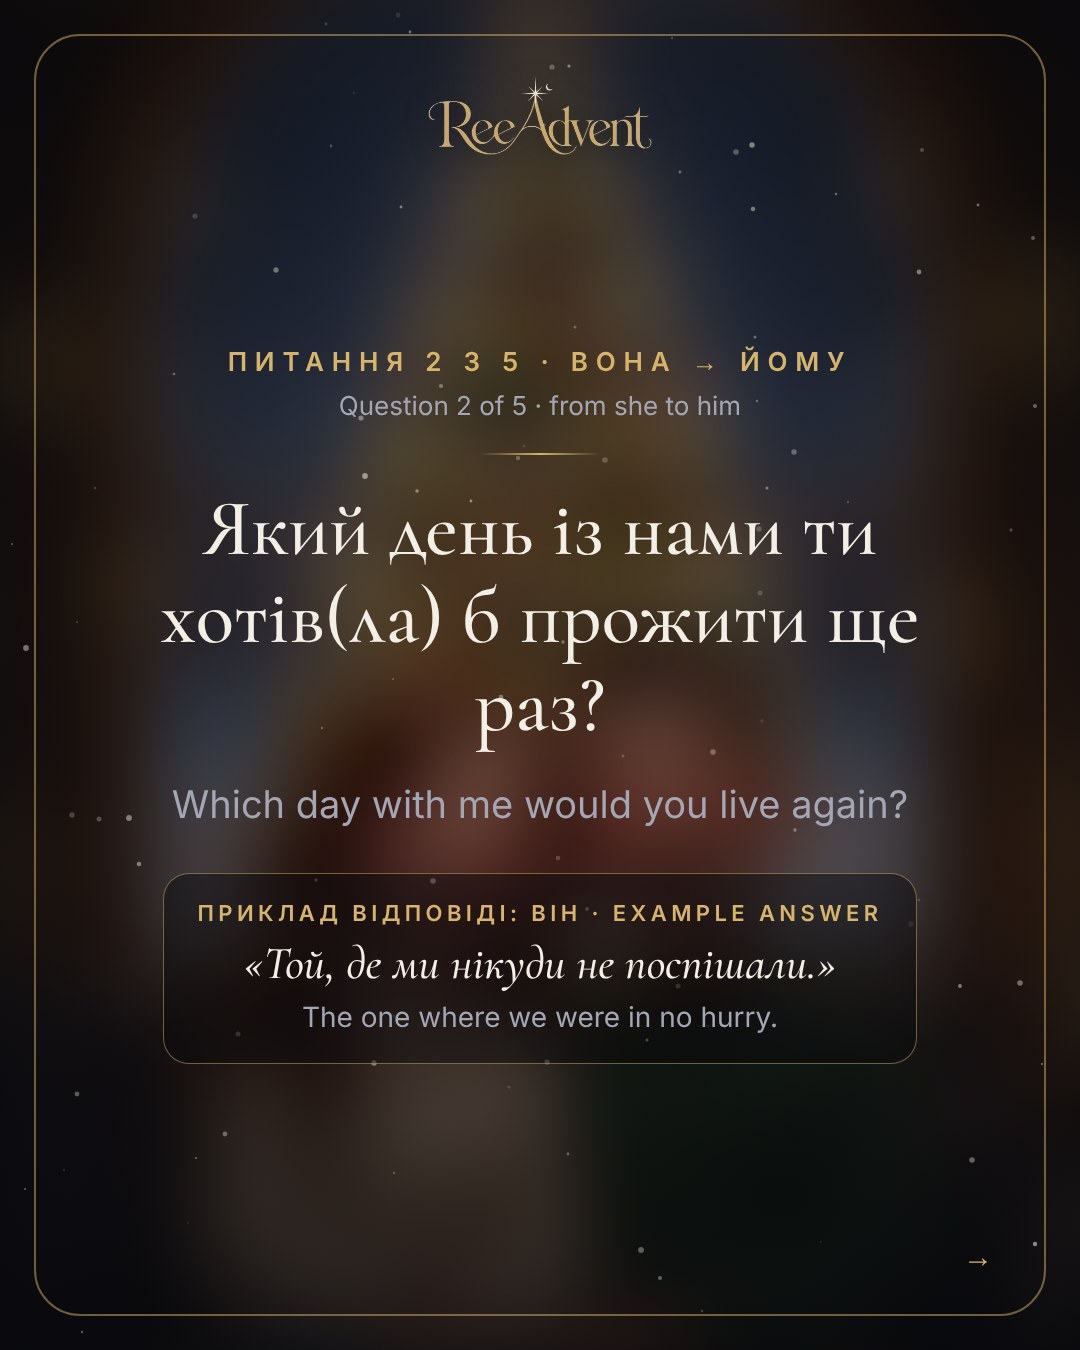 ReeAdvent
ПИТАННЯ 2 З 5 · ВОНА → ЙОМУ
Question 2 of 5 · from she to him
Який день із нами ти
хотів(ла) б прожити ще
раз?
Which day with me would you live again?
ПРИКЛАД ВІДПОВІДІ: ВІН · EXAMPLE ANSWER
«Той, де ми нікуди не поспішали.»
The one where we were in no hurry.
→